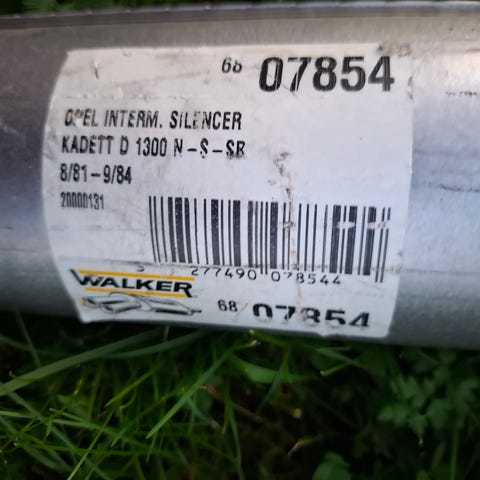 68 07854
OPEL INTERM. SILENCER
KADETT D 1300 N-S-SR
8/81-9/84
20000131
5 277490 078544
WALKER
68 07854